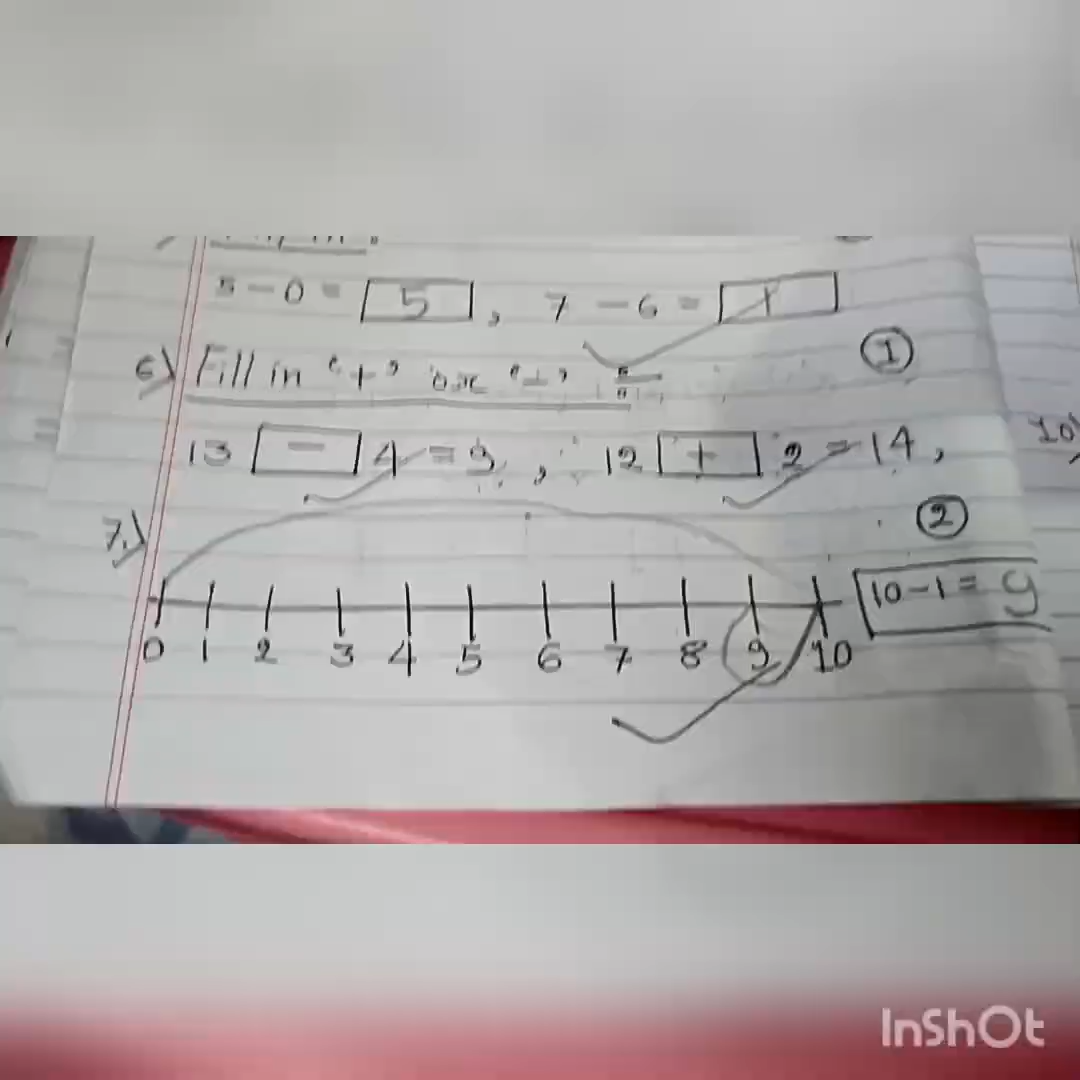 5 - 0 = 5 , 7 - 6 = 1
6) Fill in '+' or '-' :- 1
13 - 4 = 9 , 12 + 2 = 14 ,
7.) 2
10 - 1 = 9
0 1 2 3 4 5 6 7 8 9 10
10)
InShOt